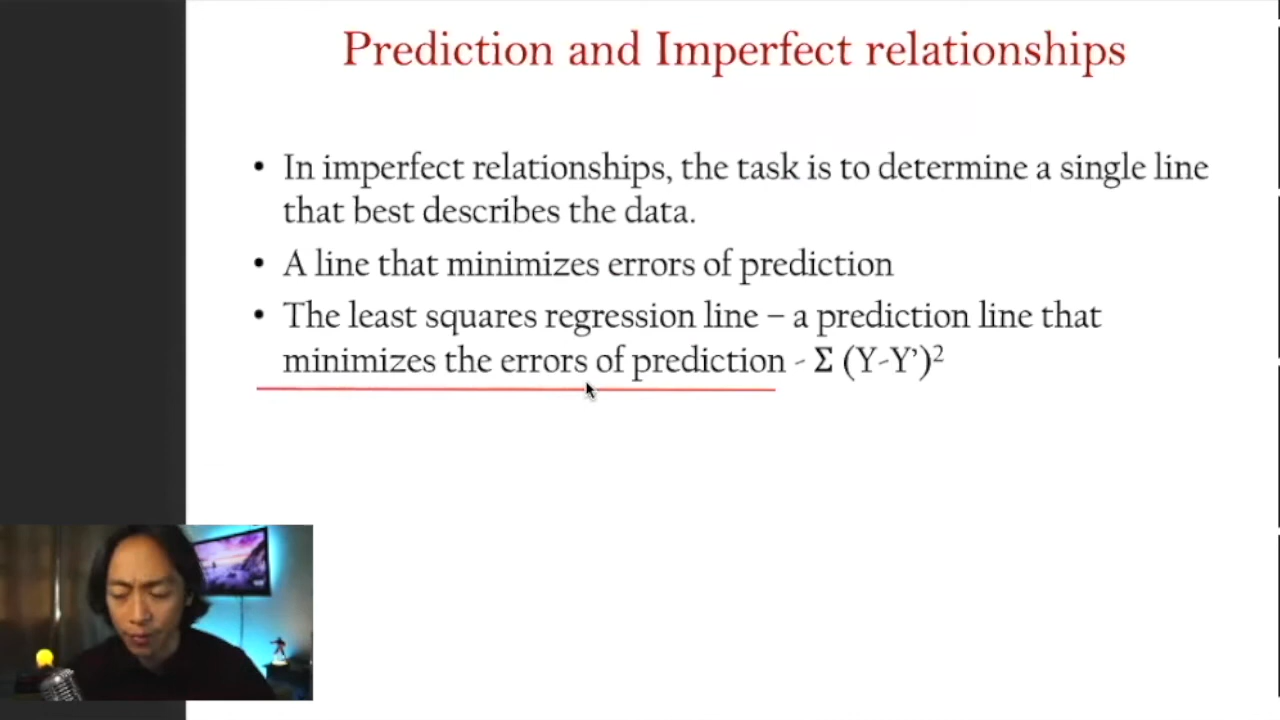 Prediction and Imperfect relationships
• In imperfect relationships, the task is to determine a single line
that best describes the data.
• A line that minimizes errors of prediction
• The least squares regression line – a prediction line that
minimizes the errors of prediction - Σ (Y-Y’)²